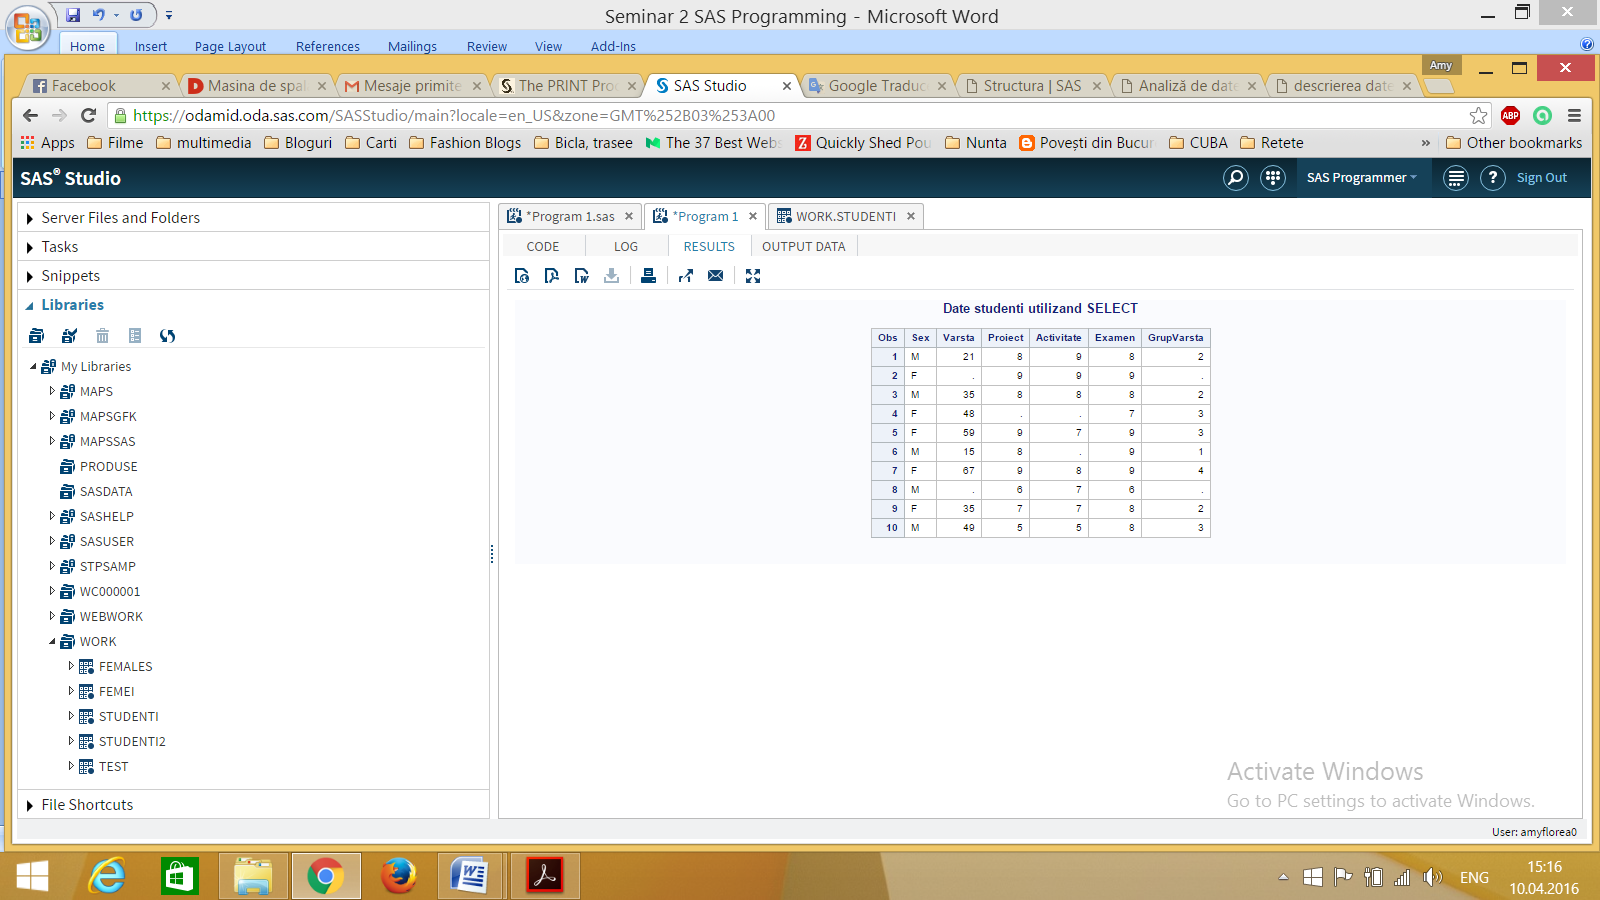 Seminar 2 SAS Programming - Microsoft Word
Home Insert Page Layout References Mailings Review View Add-Ins
Amy
Facebook Masina de spal Mesaje primite The PRINT Pro SAS Studio Google Traduc Structura | SAS Analiză de date descrierea date
https://odamid.oda.sas.com/SASStudio/main?locale=en_US&zone=GMT%252B03%253A00 ABP
Apps Filme multimedia Bloguri Carti Fashion Blogs Bicla, trasee The 37 Best Webs Quickly Shed Pou Nunta Povești din Bucur CUBA Retete » Other bookmarks
SAS® Studio SAS Programmer Sign Out
Server Files and Folders
Tasks
Snippets
Libraries
My Libraries
MAPS
MAPSGFK
MAPSSAS
PRODUSE
SASDATA
SASHELP
SASUSER
STPSAMP
WC000001
WEBWORK
WORK
FEMALES
FEMEI
STUDENTI
STUDENTI2
TEST
File Shortcuts
*Program 1.sas *Program 1 WORK.STUDENTI
CODE LOG RESULTS OUTPUT DATA
Date studenti utilizand SELECT
Obs Sex Varsta Proiect Activitate Examen GrupVarsta
1 M 21 8 9 8 2
2 F . 9 9 9 .
3 M 35 8 8 8 2
4 F 48 . . 7 3
5 F 59 9 7 9 3
6 M 15 8 . 9 1
7 F 67 9 8 9 4
8 M . 6 7 6 .
9 F 35 7 7 8 2
10 M 49 5 5 8 3
Activate Windows
Go to PC settings to activate Windows.
User: amyflorea0
ENG 15:16
10.04.2016